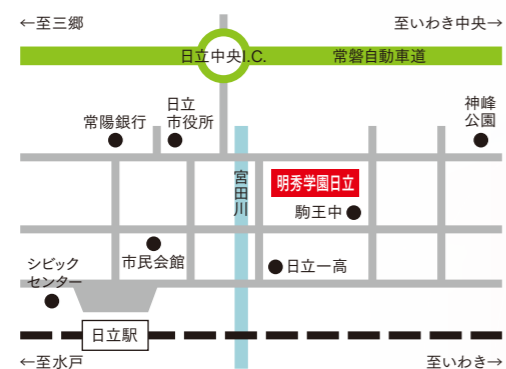 ←至三郷
至いわき中央→
日立中央I.C.
常磐自動車道
日立
市役所
常陽銀行
神峰
公園
宮田川
明秀学園日立
駒王中
市民会館
日立一高
シビック
センター
日立駅
←至水戸
至いわき→